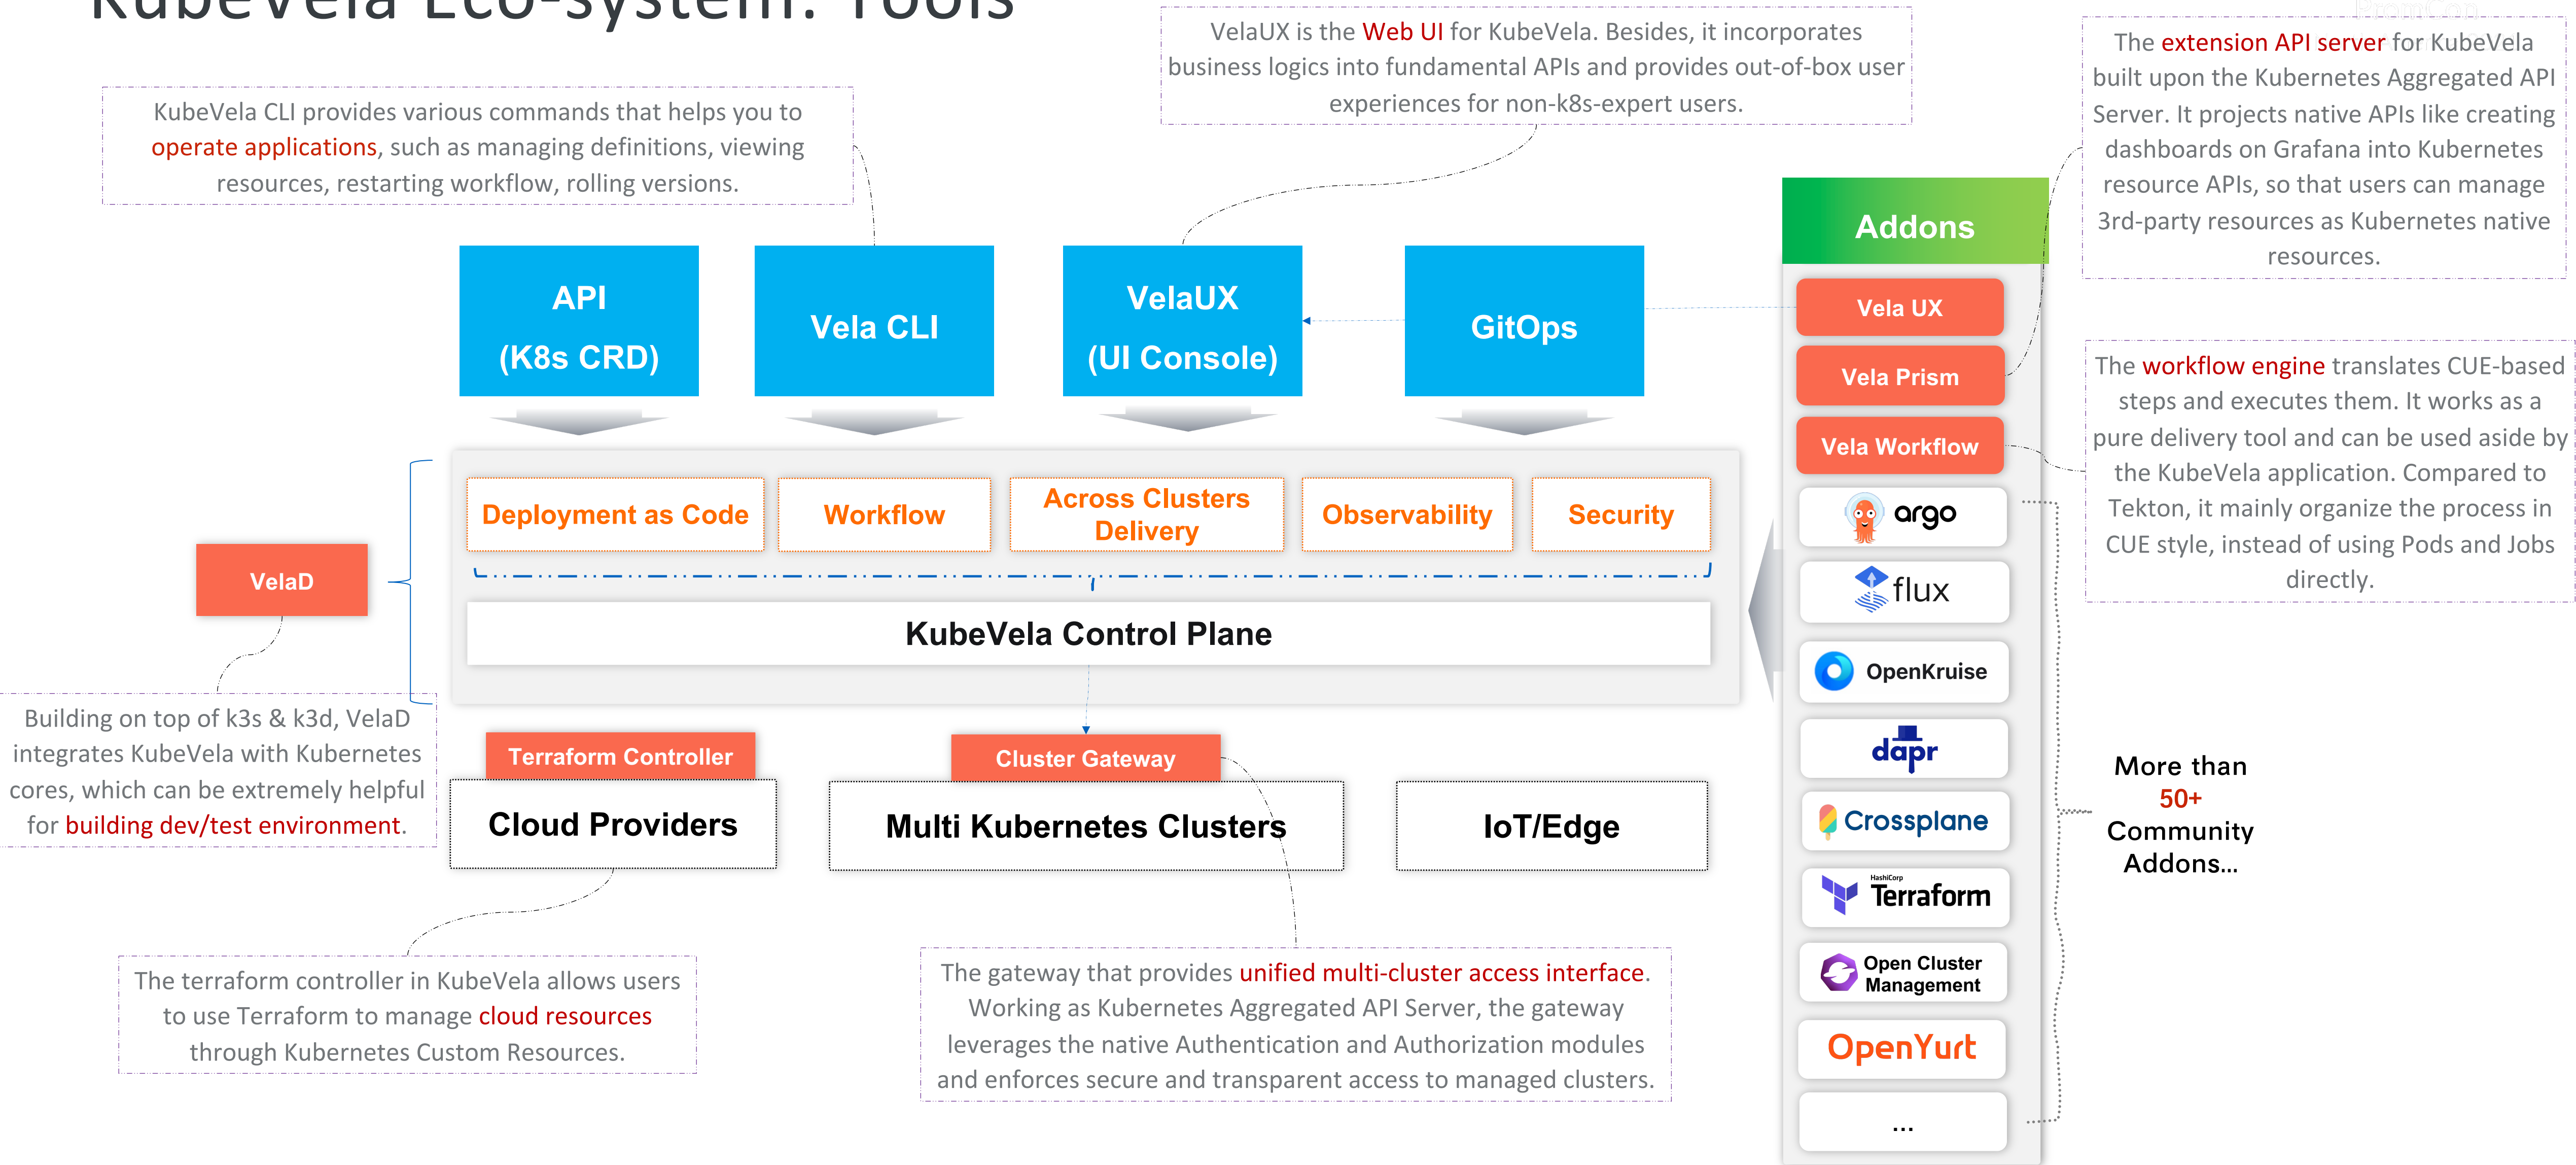 KubeVela Eco-system: Tools
PromCon
VelaUX is the Web UI for KubeVela. Besides, it incorporates
business logics into fundamental APIs and provides out-of-box user
experiences for non-k8s-expert users.
The extension API server for KubeVela
built upon the Kubernetes Aggregated API
Server. It projects native APIs like creating
dashboards on Grafana into Kubernetes
resource APIs, so that users can manage
3rd-party resources as Kubernetes native
resources.
KubeVela CLI provides various commands that helps you to
operate applications, such as managing definitions, viewing
resources, restarting workflow, rolling versions.
API
(K8s CRD)
Vela CLI
VelaUX
(UI Console)
GitOps
Addons
Vela UX
Vela Prism
Vela Workflow
argo
flux
OpenKruise
dapr
Crossplane
HashiCorp
Terraform
Open Cluster
Management
OpenYurt
...
The workflow engine translates CUE-based
steps and executes them. It works as a
pure delivery tool and can be used aside by
the KubeVela application. Compared to
Tekton, it mainly organize the process in
CUE style, instead of using Pods and Jobs
directly.
More than
50+
Community
Addons...
Deployment as Code
Workflow
Across Clusters
Delivery
Observability
Security
KubeVela Control Plane
VelaD
Building on top of k3s & k3d, VelaD
integrates KubeVela with Kubernetes
cores, which can be extremely helpful
for building dev/test environment.
Terraform Controller
Cloud Providers
Cluster Gateway
Multi Kubernetes Clusters
IoT/Edge
The terraform controller in KubeVela allows users
to use Terraform to manage cloud resources
through Kubernetes Custom Resources.
The gateway that provides unified multi-cluster access interface.
Working as Kubernetes Aggregated API Server, the gateway
leverages the native Authentication and Authorization modules
and enforces secure and transparent access to managed clusters.